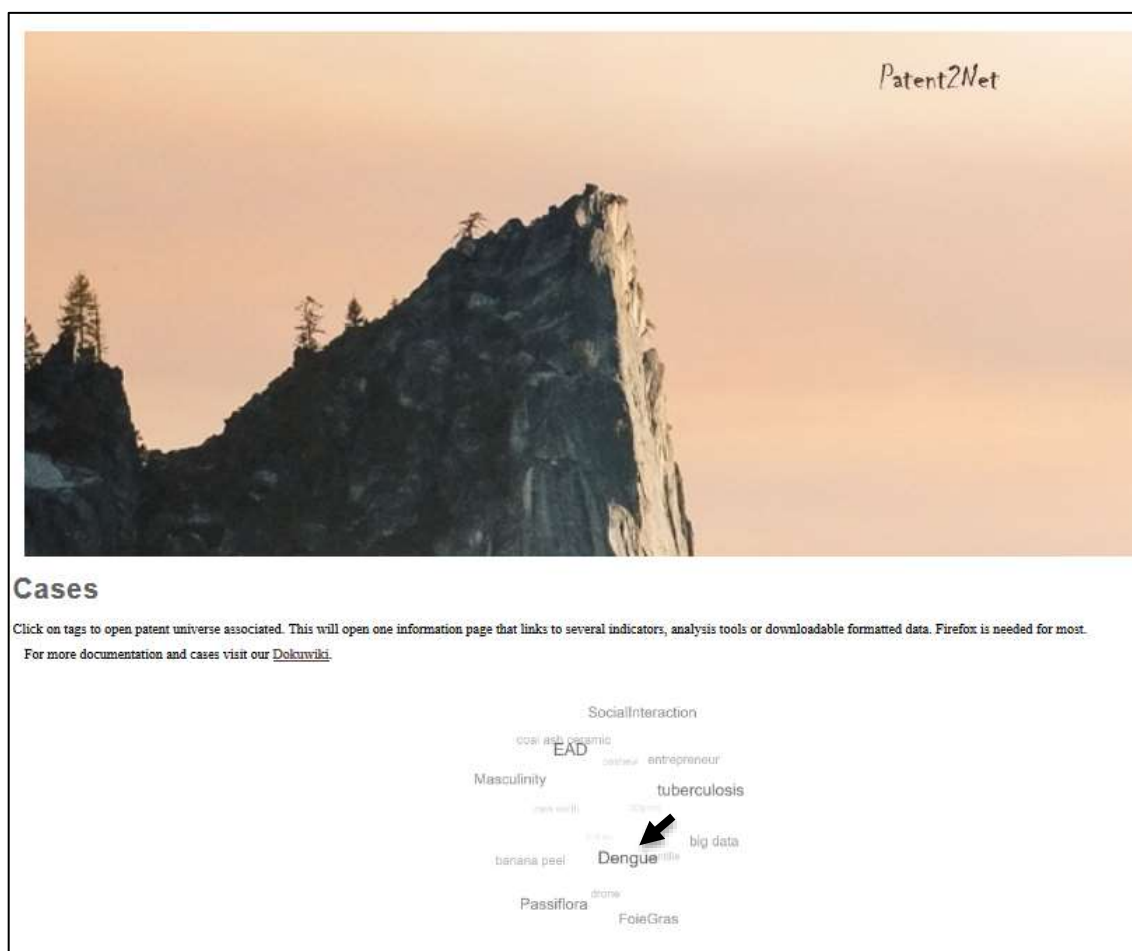 Patent2Net
Cases
Click on tags to open patent universe associated. This will open one information page that links to several indicators, analysis tools or downloadable formatted data. Firefox is needed for most.
For more documentation and cases visit our Dokuwiki.
SocialInteraction
coal ash ceramic
EAD
entrepreneur
Masculinity
tuberculosis
big data
banana peel
Dengue
drone
Passiflora
FoieGras